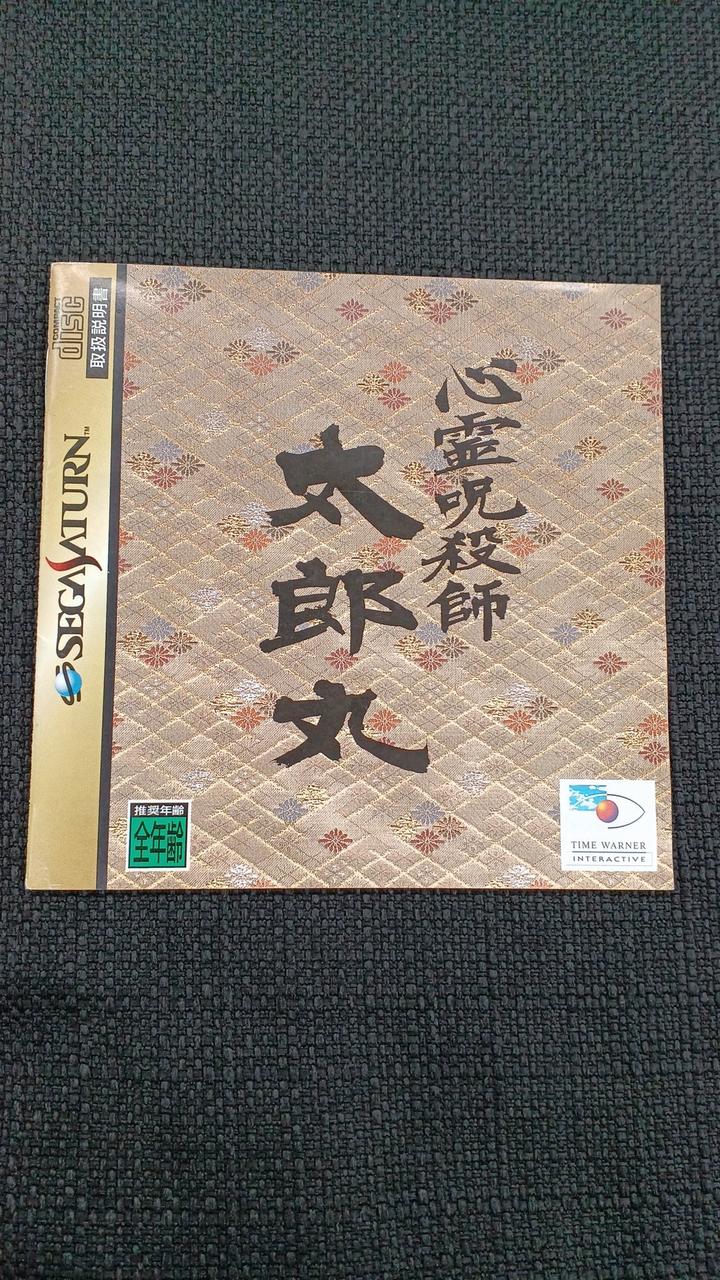 COMPACT
disc
取扱説明書
SEGA SATURN™
心霊呪殺師
太郎丸
推奨年齢
全年齢
TIME WARNER
INTERACTIVE